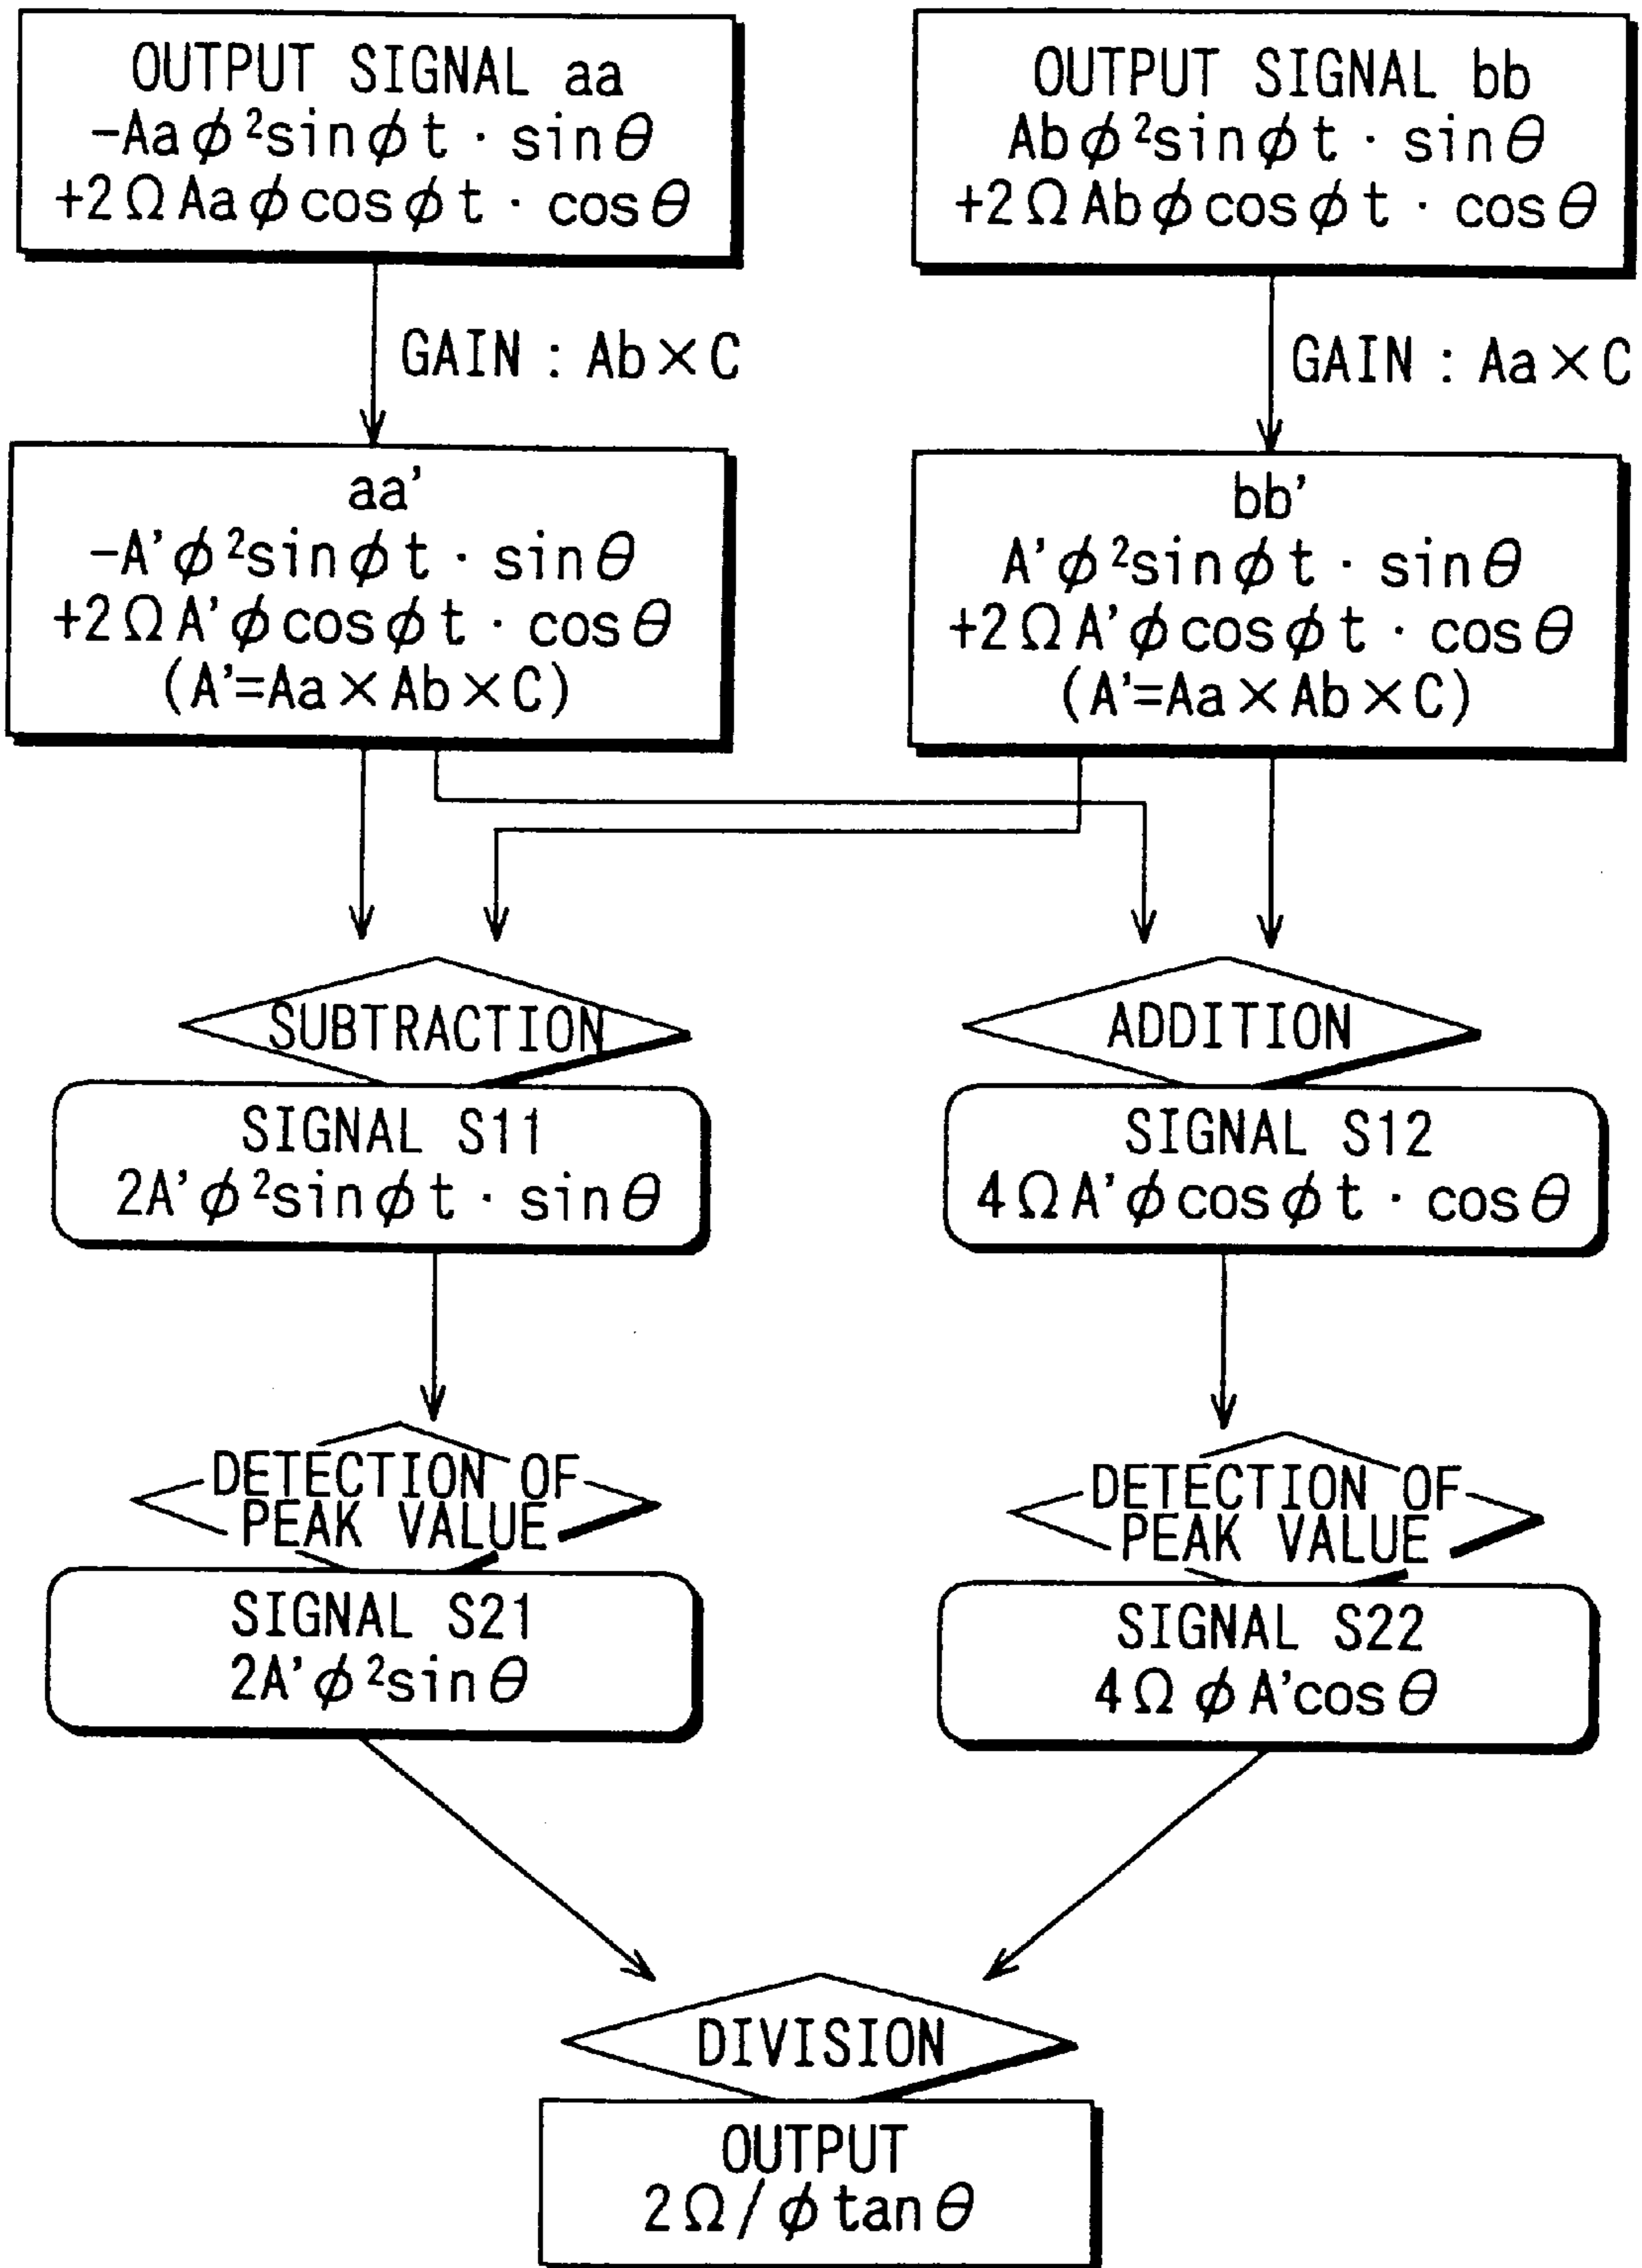 OUTPUT SIGNAL aa
-Aaϕ²sinϕt · sinθ
+2ΩAaϕcosϕt · cosθ
OUTPUT SIGNAL bb
Abϕ²sinϕt · sinθ
+2ΩAbϕcosϕt · cosθ
GAIN : Ab×C
GAIN : Aa×C
aa'
-A'ϕ²sinϕt · sinθ
+2ΩA'ϕcosϕt · cosθ
(A'=Aa×Ab×C)
bb'
A'ϕ²sinϕt · sinθ
+2ΩA'ϕcosϕt · cosθ
(A'=Aa×Ab×C)
SUBTRACTION
ADDITION
SIGNAL S11
2A'ϕ²sinϕt · sinθ
SIGNAL S12
4ΩA'ϕcosϕt · cosθ
DETECTION OF
PEAK VALUE
DETECTION OF
PEAK VALUE
SIGNAL S21
2A'ϕ²sinθ
SIGNAL S22
4ΩϕA'cosθ
DIVISION
OUTPUT
2Ω/ϕtanθ